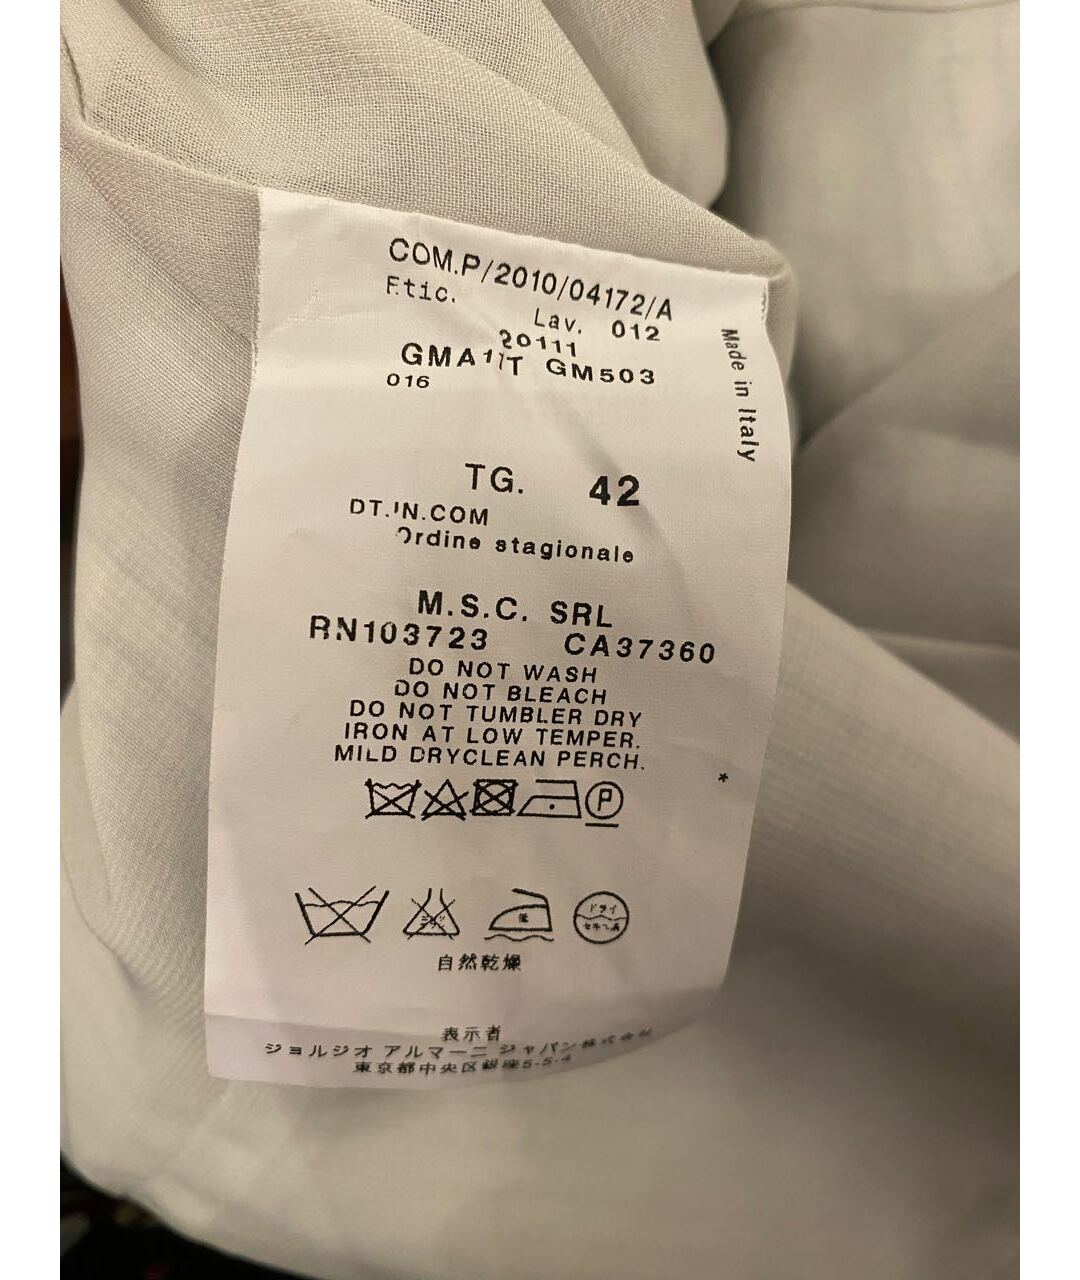 COM.P/2010/04172/A
Etic.
Lav. 012
20111
GMA11T GM503
016
Made in Italy
TG. 42
DT.IN.COM
Ordine stagionale
M.S.C. SRL
RN103723 CA37360
DO NOT WASH
DO NOT BLEACH
DO NOT TUMBLER DRY
IRON AT LOW TEMPER.
MILD DRYCLEAN PERCH.
*
P
低
ドライ
自然乾燥
表示者
ジョルジオ アルマーニ ジャパン株式会社
東京都中央区銀座5-5-4